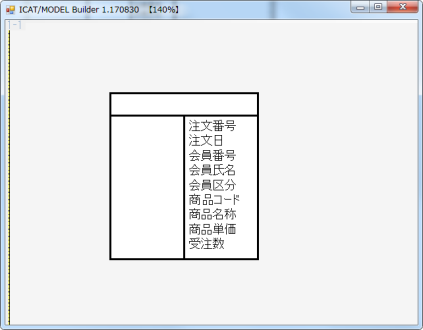 ICAT/MODEL Builder 1.170830 【140%】
[-1]
注文番号
注文日
会員番号
会員氏名
会員区分
商品コード
商品名称
商品単価
受注数